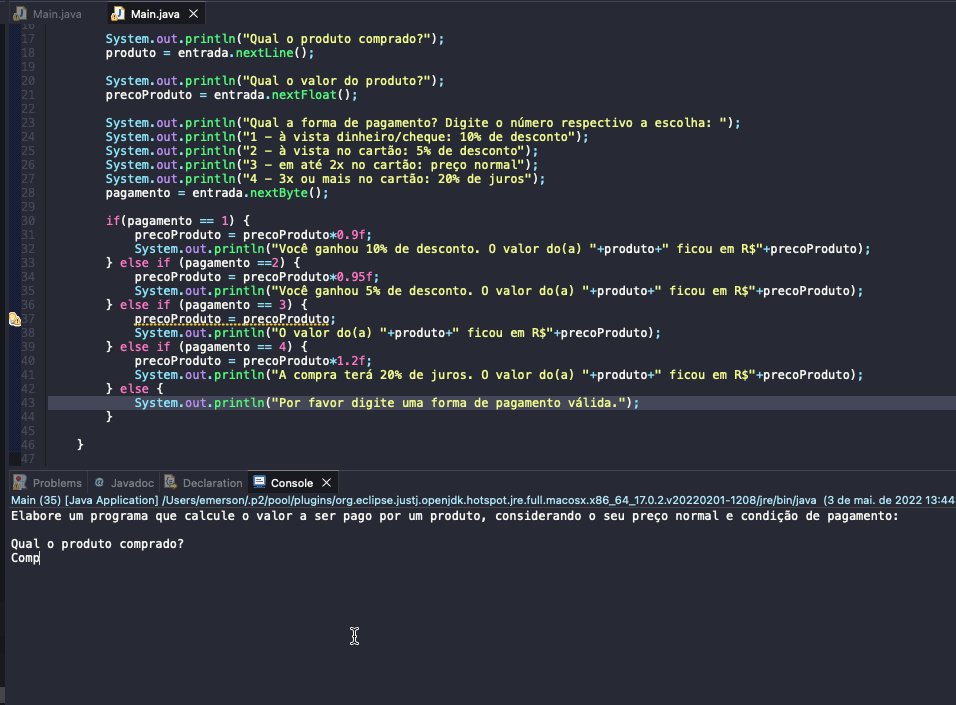 Main.java
Main.java
16
17 System.out.println("Qual o produto comprado?");
18 produto = entrada.nextLine();
19
20 System.out.println("Qual o valor do produto?");
21 precoProduto = entrada.nextFloat();
22
23 System.out.println("Qual a forma de pagamento? Digite o número respectivo a escolha: ");
24 System.out.println("1 - à vista dinheiro/cheque: 10% de desconto");
25 System.out.println("2 - à vista no cartão: 5% de desconto");
26 System.out.println("3 - em até 2x no cartão: preço normal");
27 System.out.println("4 - 3x ou mais no cartão: 20% de juros");
28 pagamento = entrada.nextByte();
29
30 if(pagamento == 1) {
31 precoProduto = precoProduto*0.9f;
32 System.out.println("Você ganhou 10% de desconto. O valor do(a) "+produto+" ficou em R$"+precoProduto);
33 } else if (pagamento ==2) {
34 precoProduto = precoProduto*0.95f;
35 System.out.println("Você ganhou 5% de desconto. O valor do(a) "+produto+" ficou em R$"+precoProduto);
36 } else if (pagamento == 3) {
37 precoProduto = precoProduto;
38 System.out.println("O valor do(a) "+produto+" ficou em R$"+precoProduto);
39 } else if (pagamento == 4) {
40 precoProduto = precoProduto*1.2f;
41 System.out.println("A compra terá 20% de juros. O valor do(a) "+produto+" ficou em R$"+precoProduto);
42 } else {
43 System.out.println("Por favor digite uma forma de pagamento válida.");
44 }
45
46 }
47
Problems @ Javadoc Declaration Console
Main (35) [Java Application] /Users/emerson/.p2/pool/plugins/org.eclipse.justj.openjdk.hotspot.jre.full.macosx.x86_64_17.0.2.v20220201-1208/jre/bin/java (3 de mai. de 2022 13:44
Elabore um programa que calcule o valor a ser pago por um produto, considerando o seu preço normal e condição de pagamento:
Qual o produto comprado?
Comp